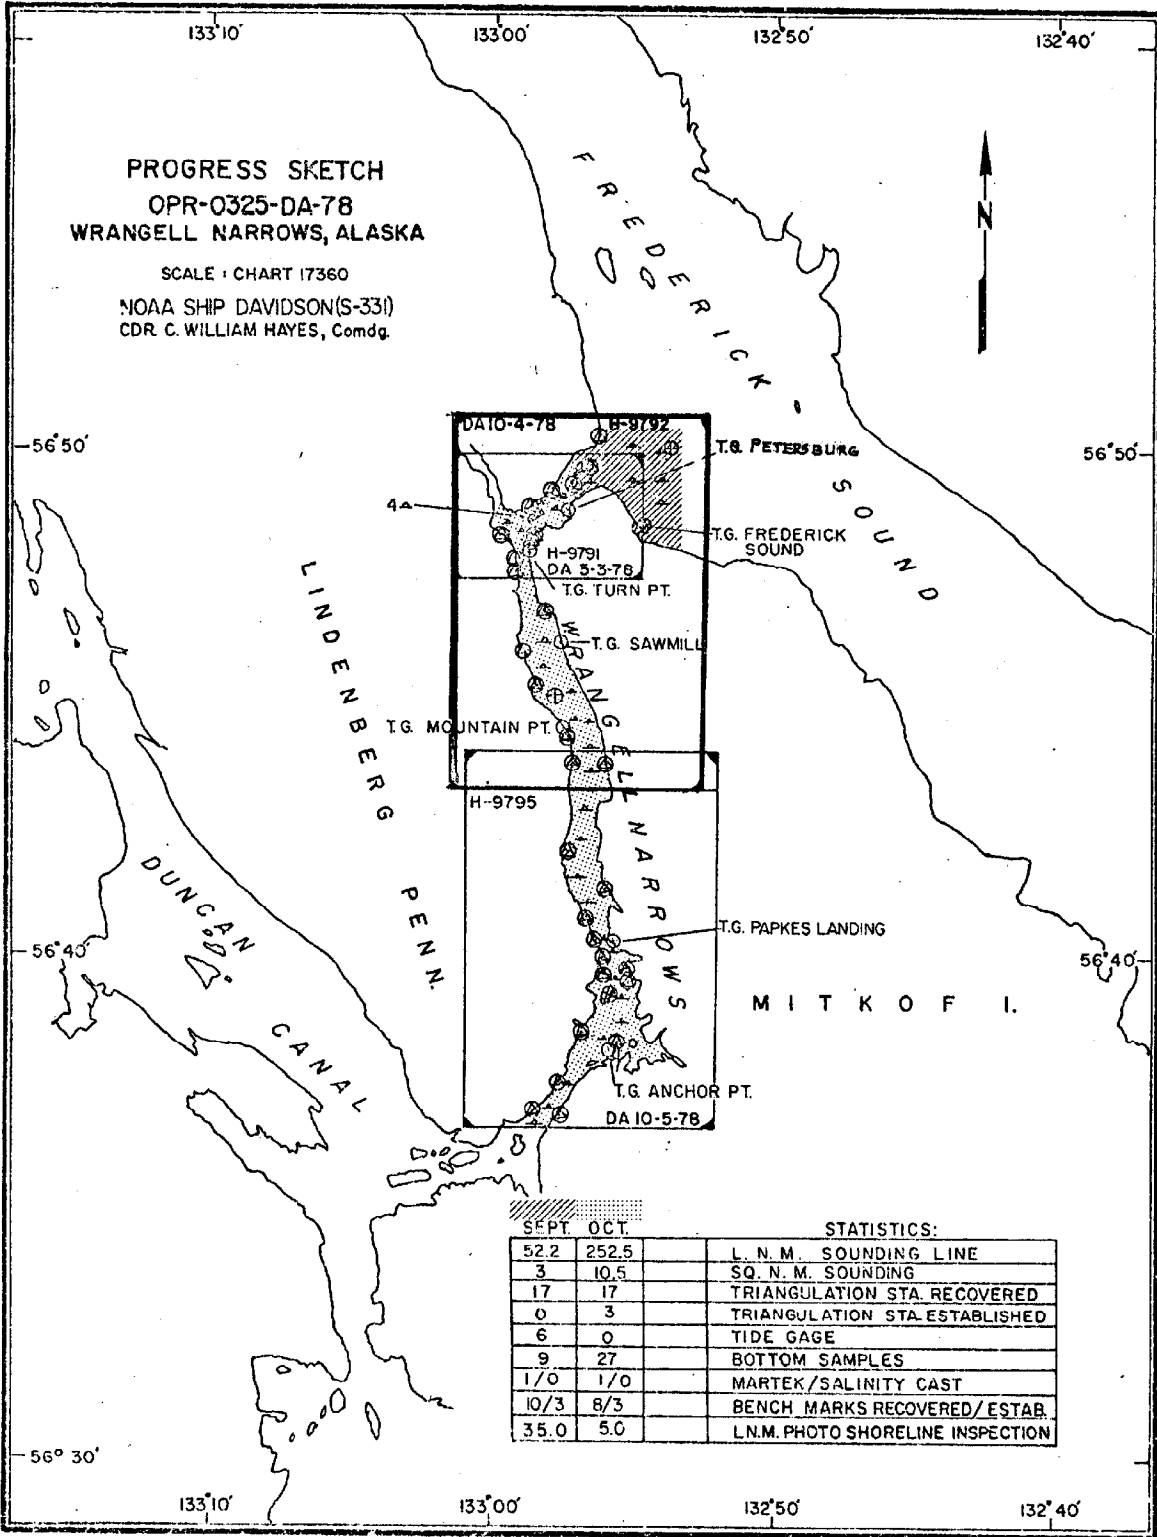 133°10' 133°00' 132°50' 132°40'
PROGRESS SKETCH
OPR-0325-DA-78
WRANGELL NARROWS, ALASKA
SCALE : CHART 17360
NOAA SHIP DAVIDSON (S-331)
CDR. C. WILLIAM HAYES, Comdg.
N
FREDERICK SOUND
56°50'
56°50'
DA 10-4-78
H-9792
T.G. PETERSBURG
4
T.G. FREDERICK
SOUND
H-9791
DA 5-3-78
T.G. TURN PT.
T.G. SAWMILL
WRANGELL NARROWS
LINDENBERG PENN.
T.G. MOUNTAIN PT.
H-9795
DUNCAN CANAL
T.G. PAPKES LANDING
56°40'
56°40'
MITKOF I.
T.G. ANCHOR PT.
DA 10-5-78
SEPT. OCT. STATISTICS:
52.2 252.5 L. N. M. SOUNDING LINE
3 10.5 SQ. N. M. SOUNDING
17 17 TRIANGULATION STA. RECOVERED
0 3 TRIANGULATION STA. ESTABLISHED
6 0 TIDE GAGE
9 27 BOTTOM SAMPLES
1/0 1/0 MARTEK/SALINITY CAST
10/3 8/3 BENCH MARKS RECOVERED/ESTAB.
35.0 5.0 L.N.M. PHOTO SHORELINE INSPECTION
56° 30'
133°10' 133°00' 132°50' 132°40'